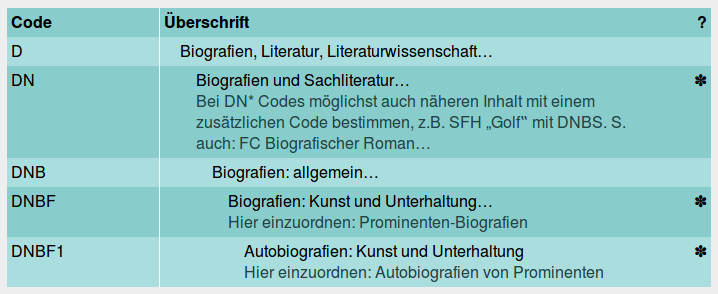 Code Überschrift ?
D Biografien, Literatur, Literaturwissenschaft…
DN Biografien und Sachliteratur… ✽
Bei DN* Codes möglichst auch näheren Inhalt mit einem
zusätzlichen Code bestimmen, z.B. SFH „Golf‟ mit DNBS. S.
auch: FC Biografischer Roman…
DNB Biografien: allgemein…
DNBF Biografien: Kunst und Unterhaltung… ✽
Hier einzuordnen: Prominenten-Biografien
DNBF1 Autobiografien: Kunst und Unterhaltung ✽
Hier einzuordnen: Autobiografien von Prominenten